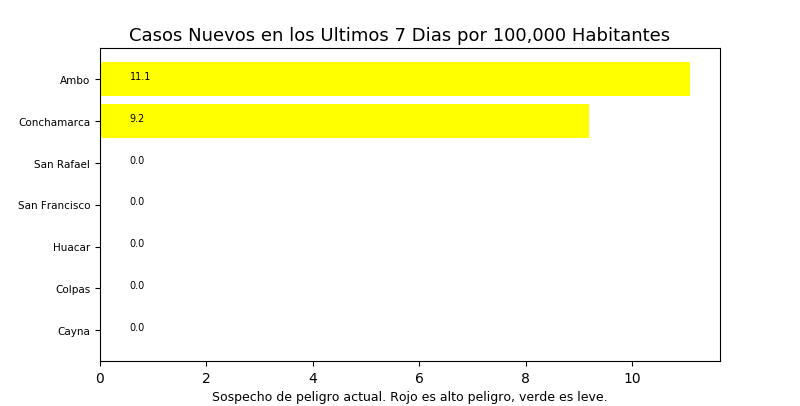 Casos Nuevos en los Ultimos 7 Dias por 100,000 Habitantes
Ambo 11.1
Conchamarca 9.2
San Rafael 0.0
San Francisco 0.0
Huacar 0.0
Colpas 0.0
Cayna 0.0
0 2 4 6 8 10
Sospecho de peligro actual. Rojo es alto peligro, verde es leve.